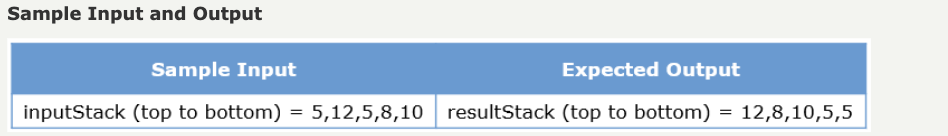 Sample Input and Output
Sample Input Expected Output
inputStack (top to bottom) = 5,12,5,8,10 resultStack (top to bottom) = 12,8,10,5,5